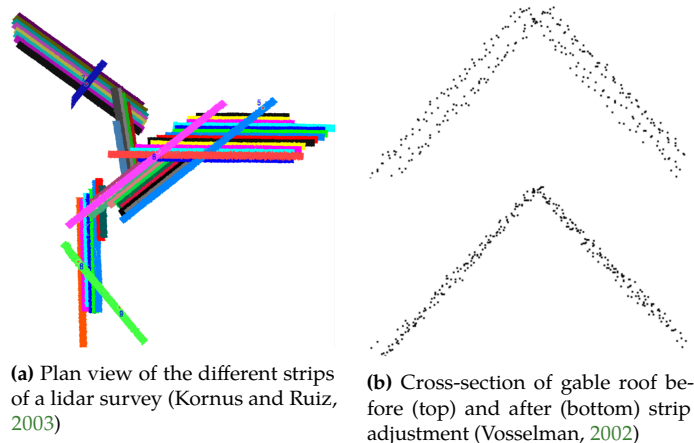 (a) Plan view of the different strips
of a lidar survey (Kornus and Ruiz,
2003)
(b) Cross-section of gable roof be-
fore (top) and after (bottom) strip
adjustment (Vosselman, 2002)